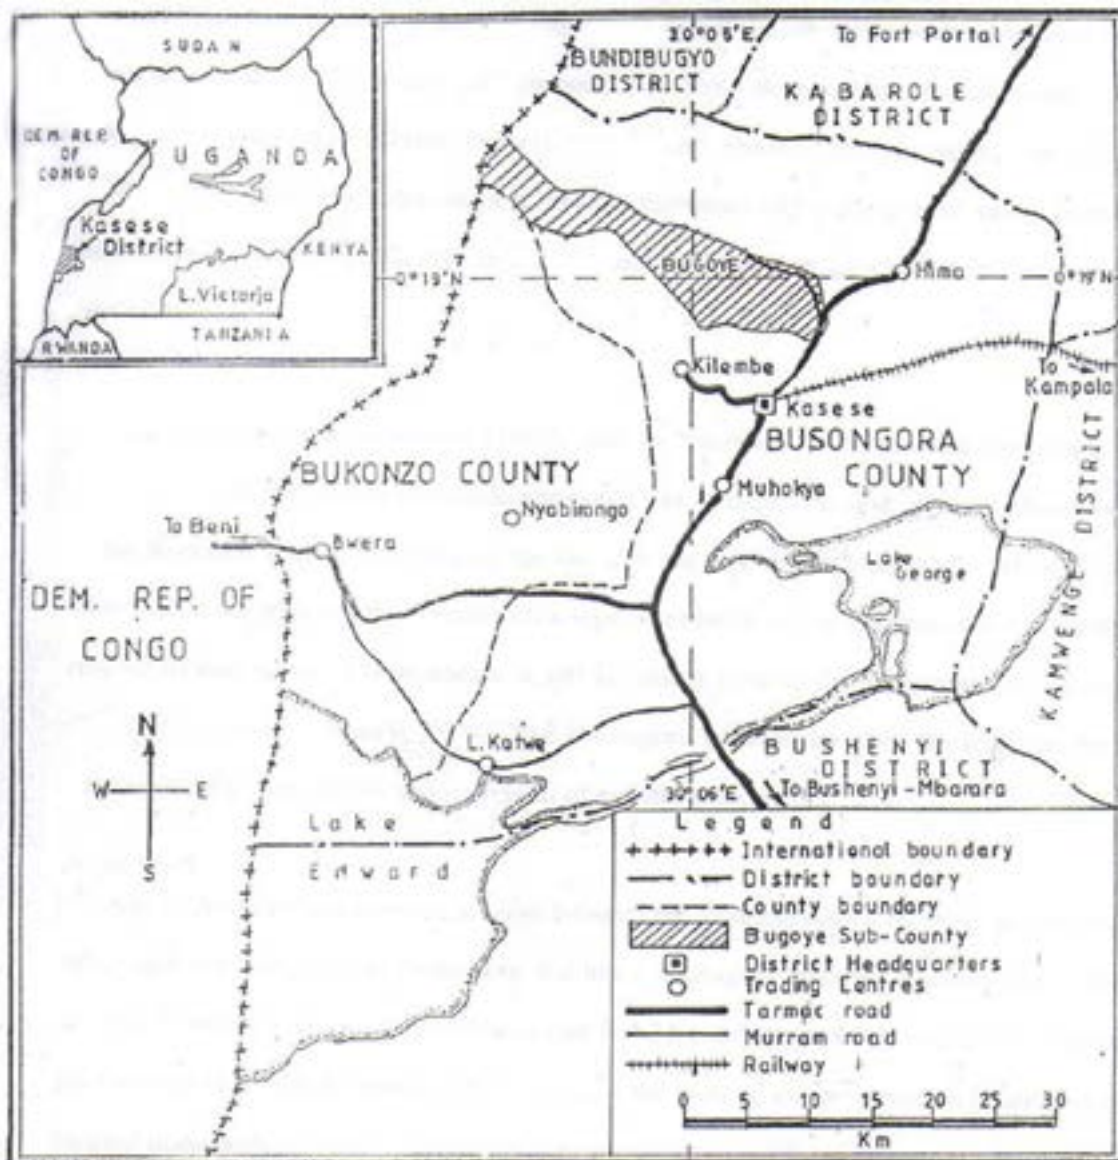 SUDAN
DEM. REP.
OF
CONGO
UGANDA
Kasese
District
KENYA
L. Victoria
TANZANIA
RWANDA
30°05'E
To Fort Portal
BUNDIBUGYO
DISTRICT
KABAROLE
DISTRICT
BUGOYE
Hima
0°15'N
0°15'N
Kilembe
To
Kampala
Kasese
BUSONGORA
COUNTY
BUKONZO COUNTY
Muhokya
Nyabirongo
To Beni
Bwera
Lake
George
DEM. REP. OF
CONGO
KAMWENGE DISTRICT
N
W
E
S
L. Katwe
BUSHENYI
DISTRICT
30°06'E
To Bushenyi-Mbarara
Lake
Edward
Legend
International boundary
District boundary
County boundary
Bugoye Sub-County
District Headquarters
Trading Centres
Tarmac road
Murram road
Railway
0 5 10 15 20 25 30
Km